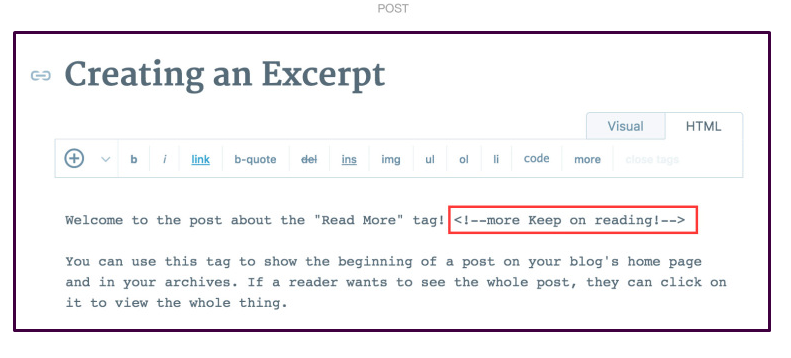 POST
Creating an Excerpt
Visual HTML
b i link b-quote del ins img ul ol li code more close tags
Welcome to the post about the "Read More" tag! <!--more Keep on reading!-->
You can use this tag to show the beginning of a post on your blog's home page
and in your archives. If a reader wants to see the whole post, they can click on
it to view the whole thing.